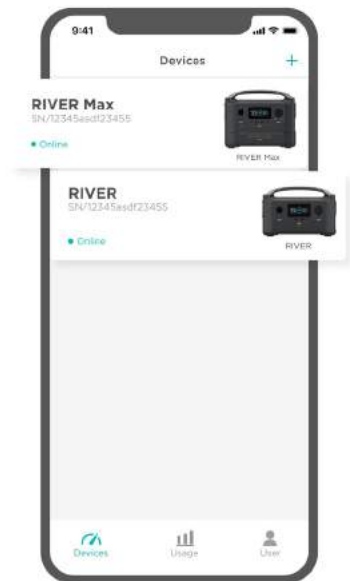 9:41
Devices
+
RIVER Max
SN/12345asdf23455
Online
RIVER Max
RIVER
SN/12345asdf23455
Online
RIVER
Devices
Usage
User